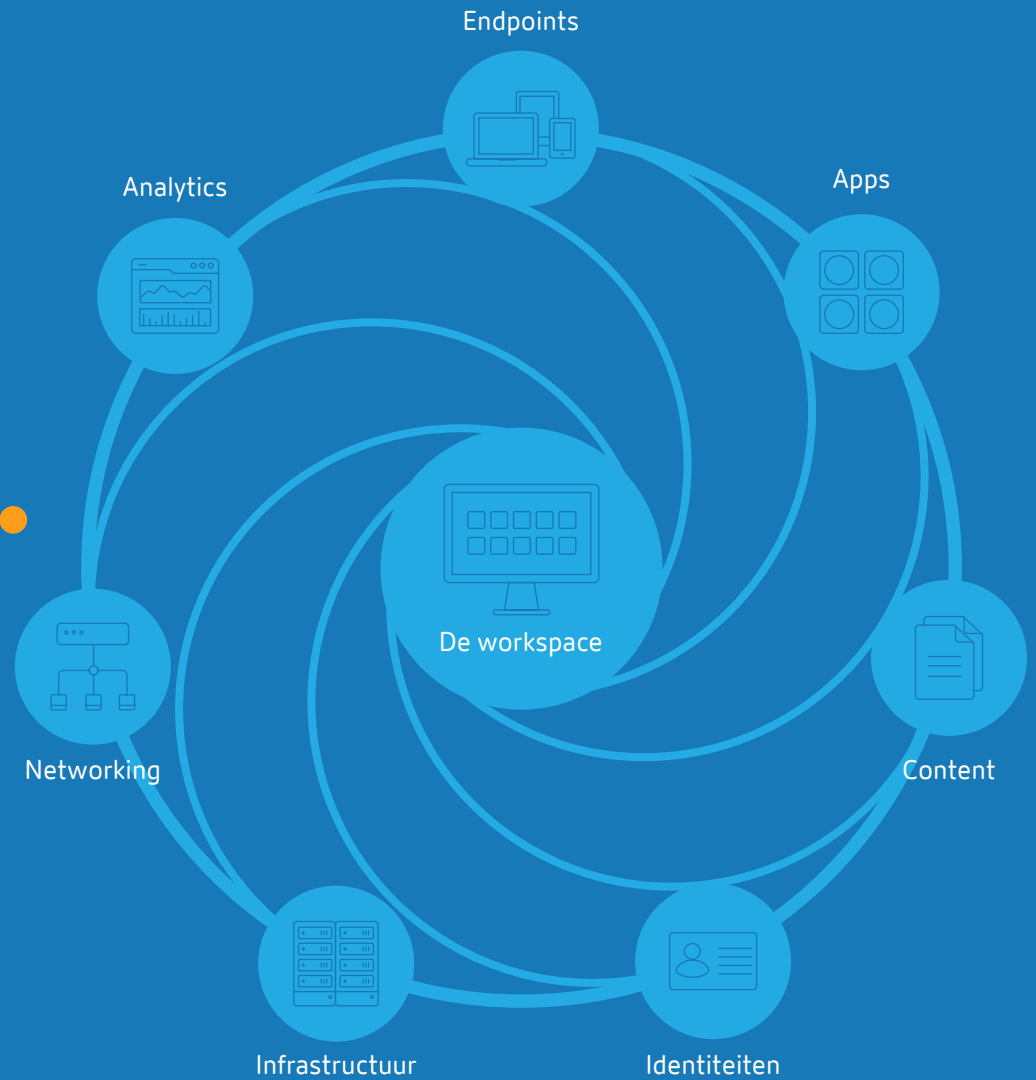 Endpoints
Analytics
Apps
De workspace
Networking
Content
Infrastructuur
Identiteiten